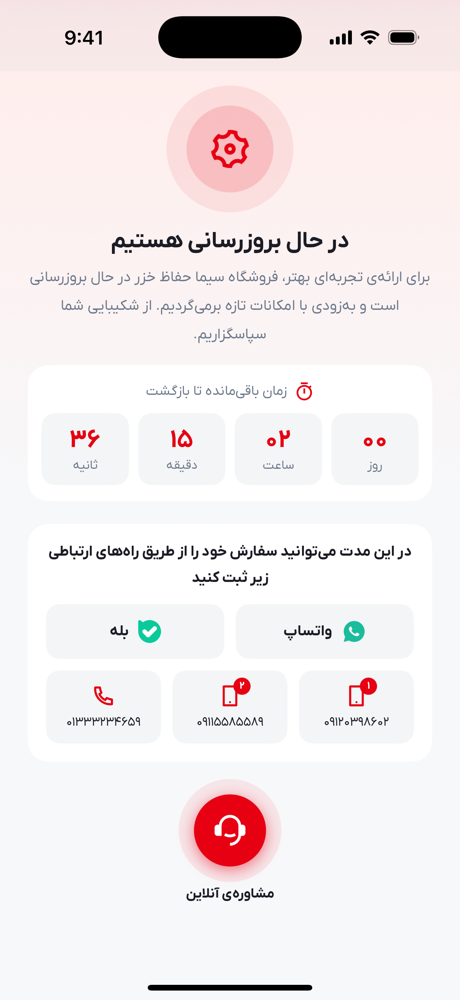 9:41
در حال بروزرسانی هستیم
برای ارائه‌ی تجربه‌ای بهتر، فروشگاه سیما حفاظ خزر در حال بروزرسانی
است و به‌زودی با امکانات تازه برمی‌گردیم. از شکیبایی شما
سپاسگزاریم.
زمان باقی‌مانده تا بازگشت
۰۰ ۰۲ ۱۵ ۳۶
روز ساعت دقیقه ثانیه
در این مدت می‌توانید سفارش خود را از طریق راه‌های ارتباطی
زیر ثبت کنید
واتساپ بله
۱ ۲
۰۹۱۲۰۳۹۸۶۰۲ ۰۹۱۱۵۵۸۵۵۸۹ ۰۱۳۳۳۲۳۴۶۵۹
مشاوره‌ی آنلاین